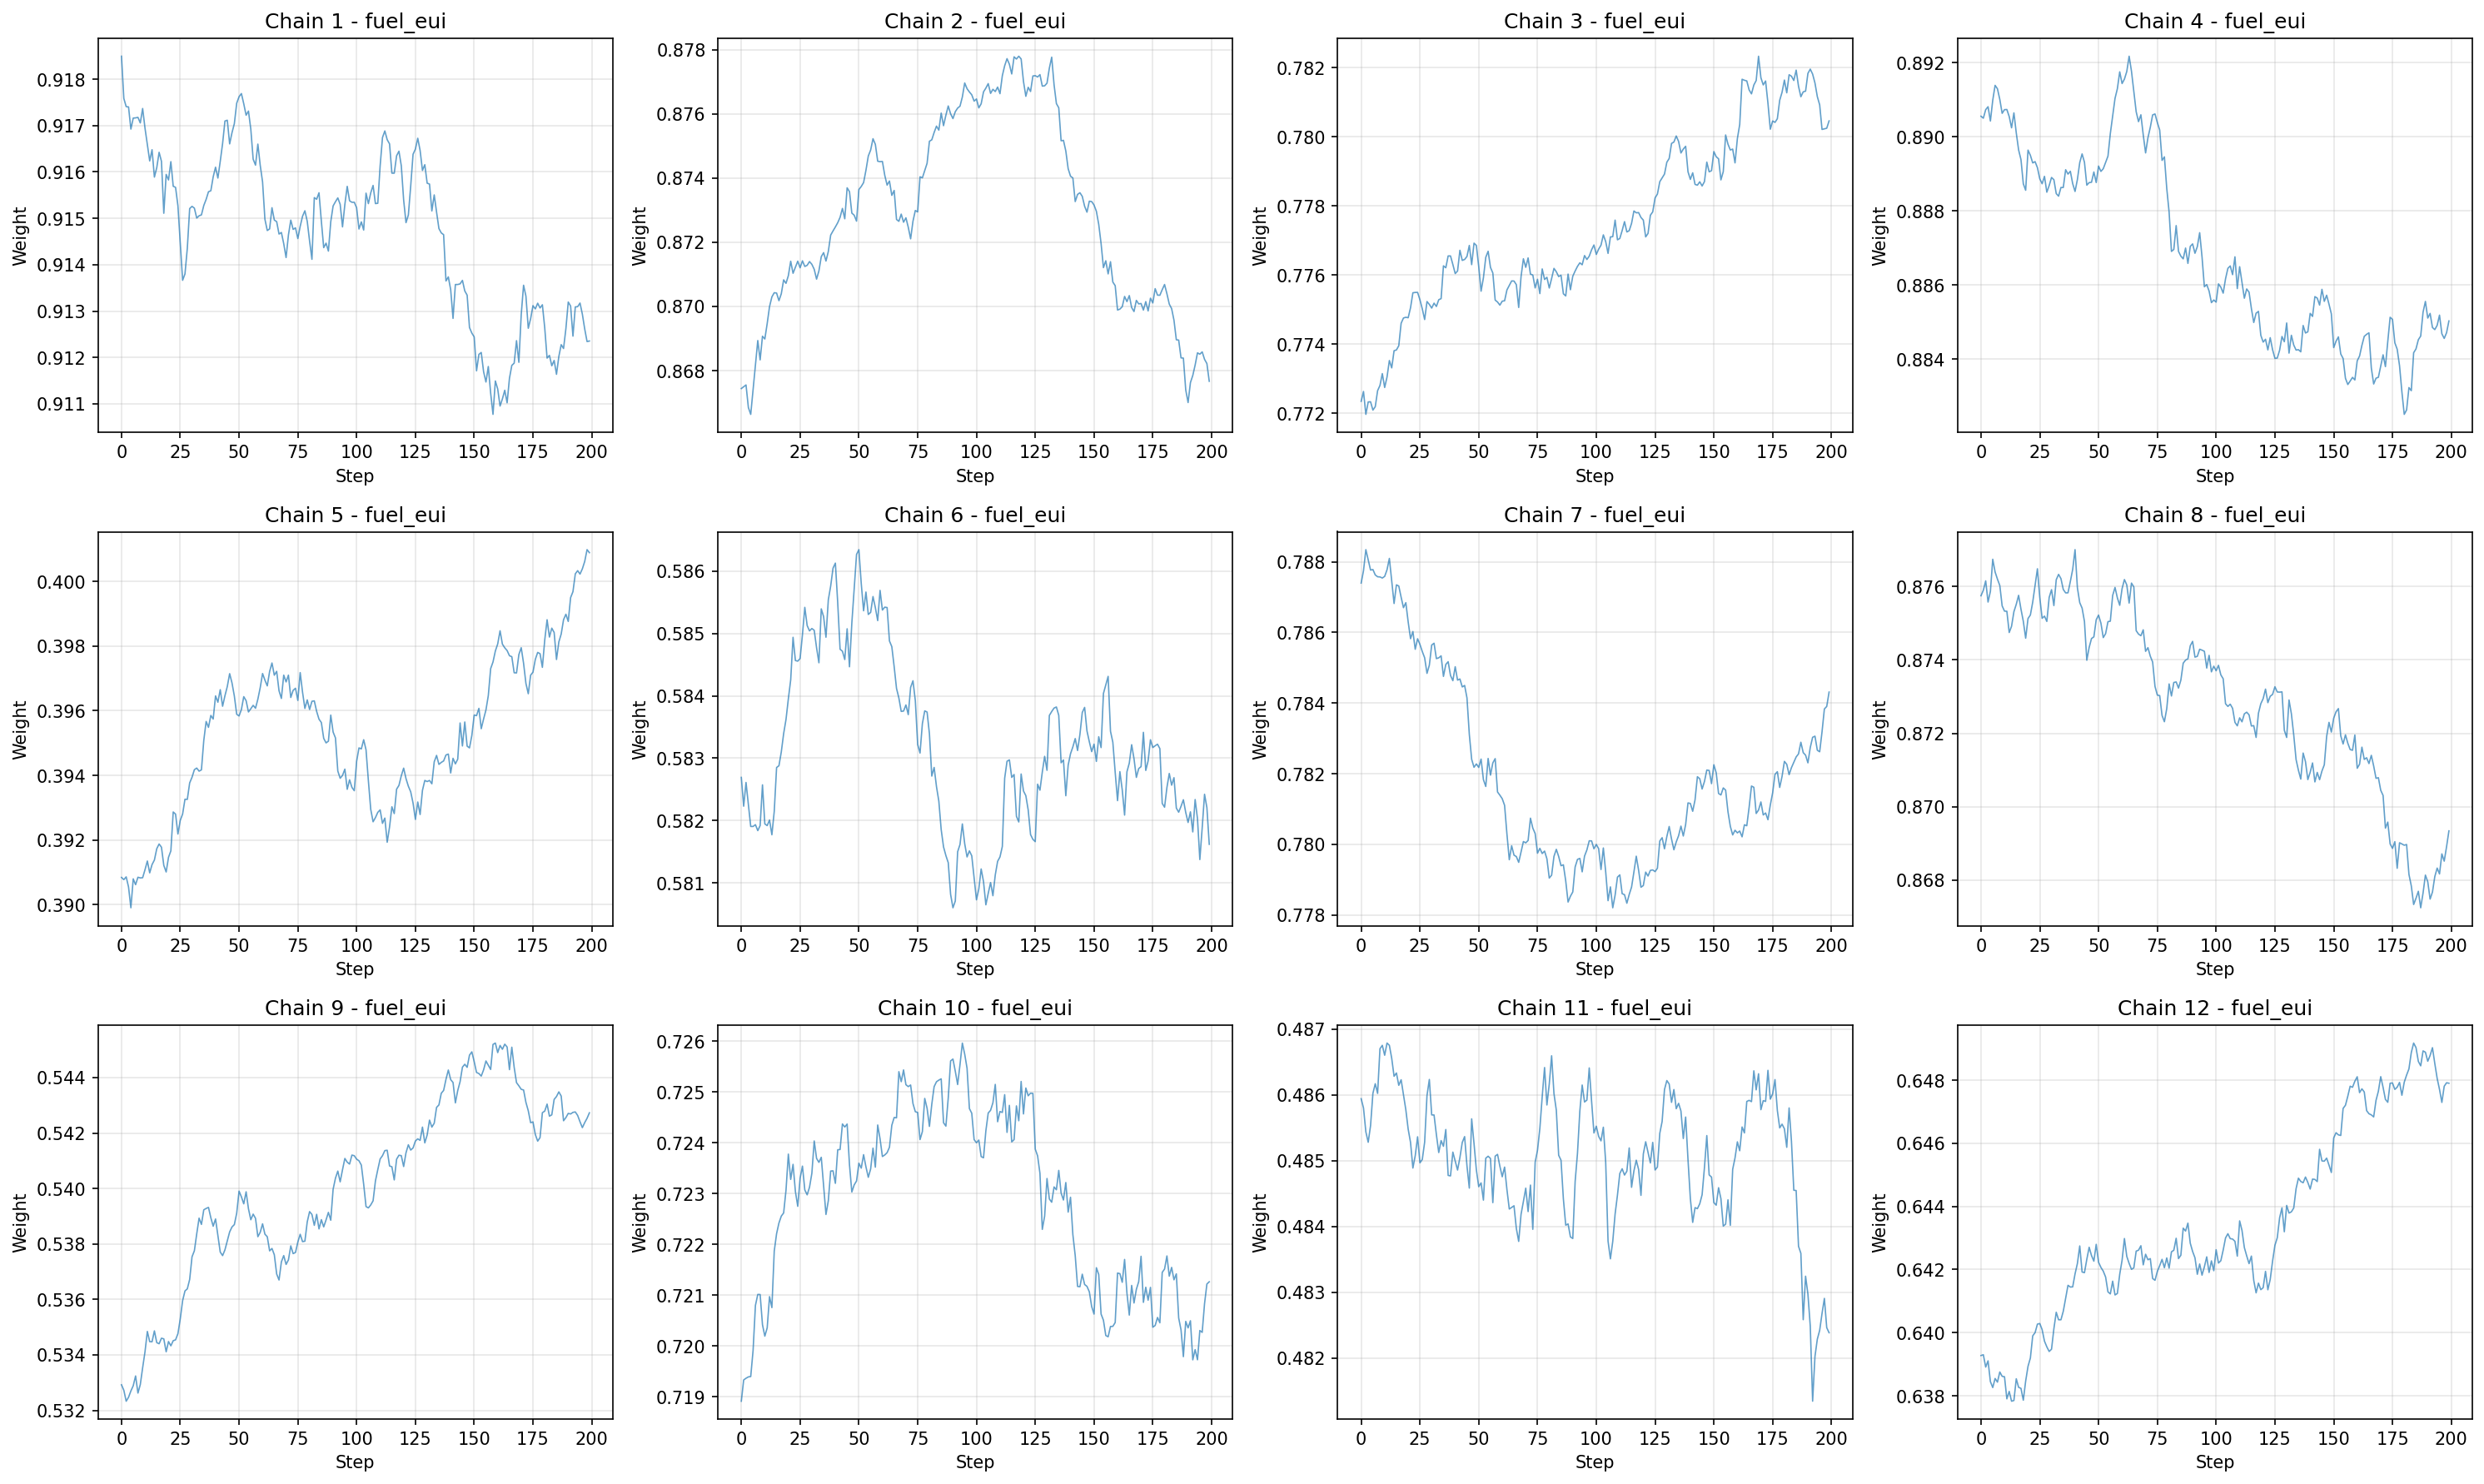 Chain 1 - fuel_eui
Weight
0.918
0.917
0.916
0.915
0.914
0.913
0.912
0.911
0 25 50 75 100 125 150 175 200
Step
Chain 2 - fuel_eui
Weight
0.878
0.876
0.874
0.872
0.870
0.868
0 25 50 75 100 125 150 175 200
Step
Chain 3 - fuel_eui
Weight
0.782
0.780
0.778
0.776
0.774
0.772
0 25 50 75 100 125 150 175 200
Step
Chain 4 - fuel_eui
Weight
0.892
0.890
0.888
0.886
0.884
0 25 50 75 100 125 150 175 200
Step
Chain 5 - fuel_eui
Weight
0.400
0.398
0.396
0.394
0.392
0.390
0 25 50 75 100 125 150 175 200
Step
Chain 6 - fuel_eui
Weight
0.586
0.585
0.584
0.583
0.582
0.581
0 25 50 75 100 125 150 175 200
Step
Chain 7 - fuel_eui
Weight
0.788
0.786
0.784
0.782
0.780
0.778
0 25 50 75 100 125 150 175 200
Step
Chain 8 - fuel_eui
Weight
0.876
0.874
0.872
0.870
0.868
0 25 50 75 100 125 150 175 200
Step
Chain 9 - fuel_eui
Weight
0.544
0.542
0.540
0.538
0.536
0.534
0.532
0 25 50 75 100 125 150 175 200
Step
Chain 10 - fuel_eui
Weight
0.726
0.725
0.724
0.723
0.722
0.721
0.720
0.719
0 25 50 75 100 125 150 175 200
Step
Chain 11 - fuel_eui
Weight
0.487
0.486
0.485
0.484
0.483
0.482
0 25 50 75 100 125 150 175 200
Step
Chain 12 - fuel_eui
Weight
0.648
0.646
0.644
0.642
0.640
0.638
0 25 50 75 100 125 150 175 200
Step